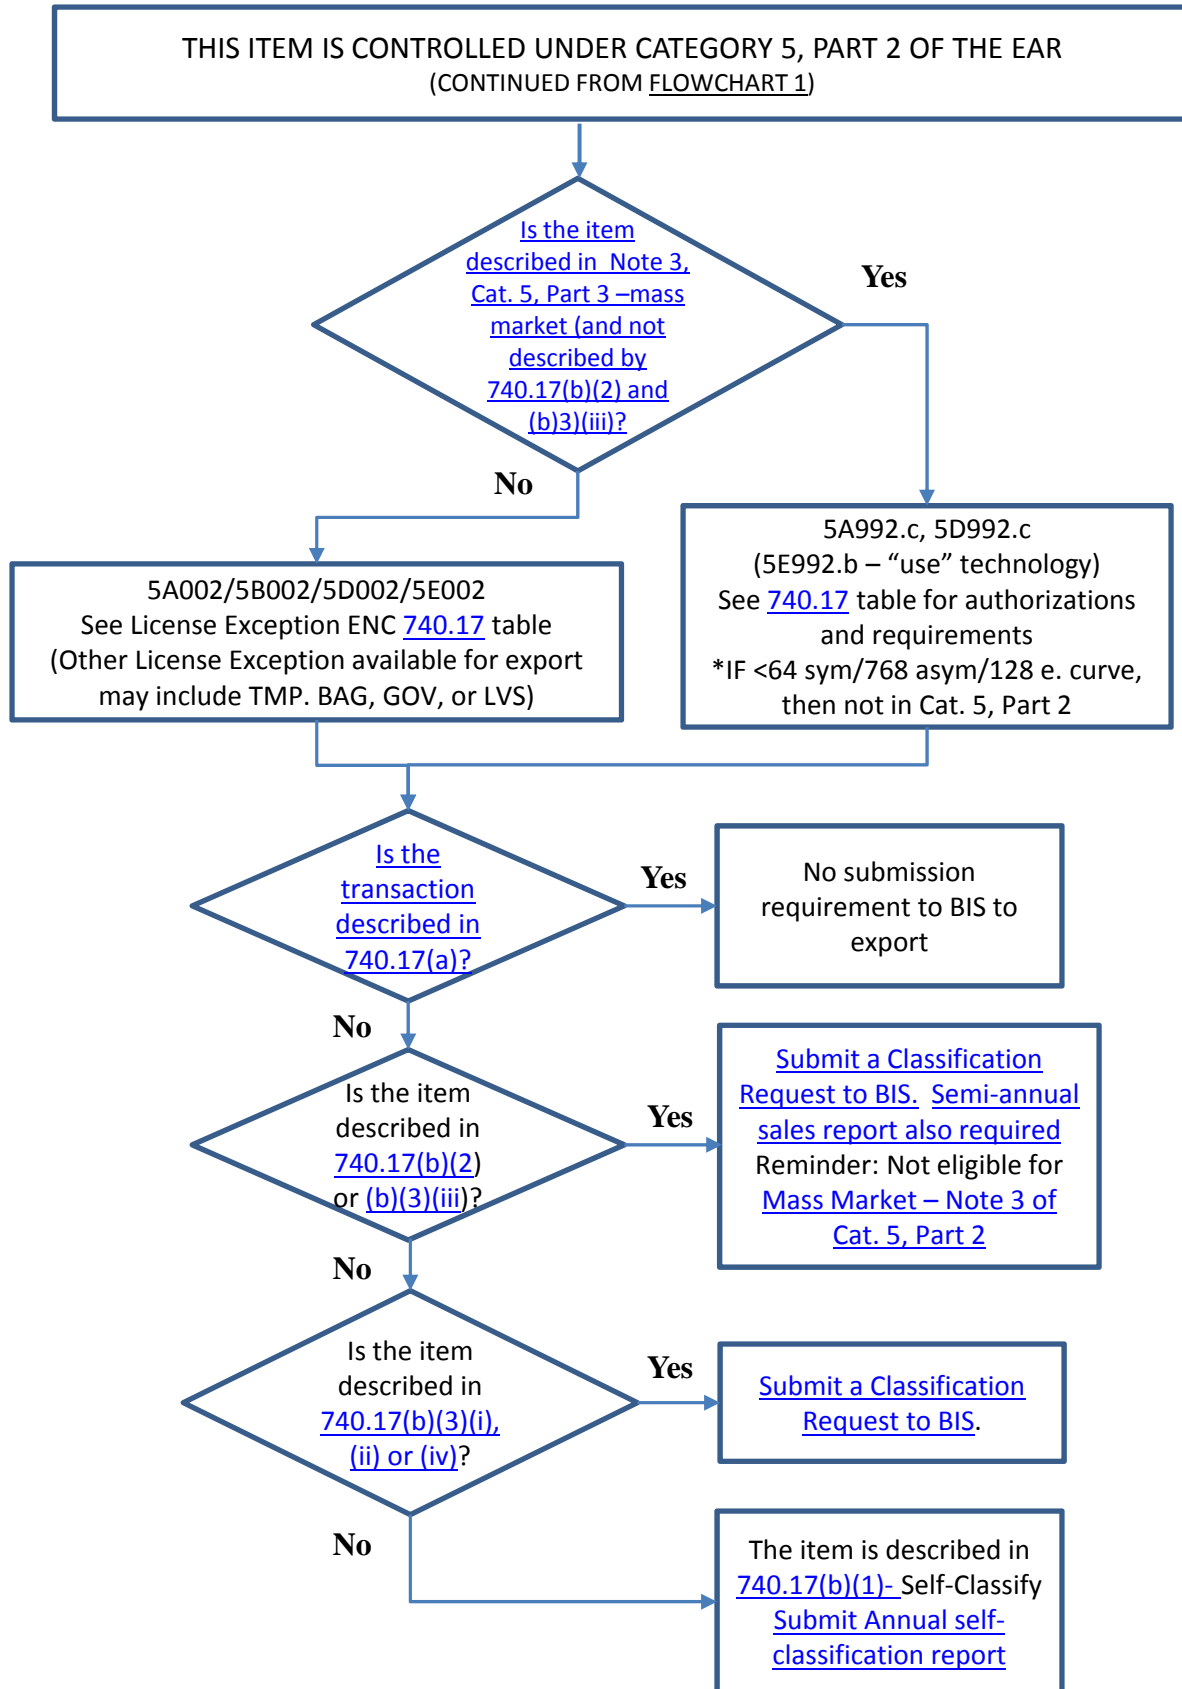 THIS ITEM IS CONTROLLED UNDER CATEGORY 5, PART 2 OF THE EAR
(CONTINUED FROM FLOWCHART 1)
Is the item
described in  Note 3,
Cat. 5, Part 3 –mass
market (and not
described by
740.17(b)(2) and
(b)3)(iii)?
Yes
No
5A992.c, 5D992.c
(5E992.b – “use” technology)
See 740.17 table for authorizations
and requirements
*IF <64 sym/768 asym/128 e. curve,
then not in Cat. 5, Part 2
5A002/5B002/5D002/5E002
See License Exception ENC 740.17 table
(Other License Exception available for export
may include TMP. BAG, GOV, or LVS)
Is the
transaction
described in
740.17(a)?
Yes
No submission
requirement to BIS to
export
No
Is the item
described in
740.17(b)(2)
or (b)(3)(iii)?
Yes
Submit a Classification
Request to BIS.  Semi-annual
sales report also required
Reminder: Not eligible for
Mass Market – Note 3 of
Cat. 5, Part 2
No
Is the item
described in
740.17(b)(3)(i),
(ii) or (iv)?
Yes
Submit a Classification
Request to BIS.
No
The item is described in
740.17(b)(1)- Self-Classify
Submit Annual self-
classification report